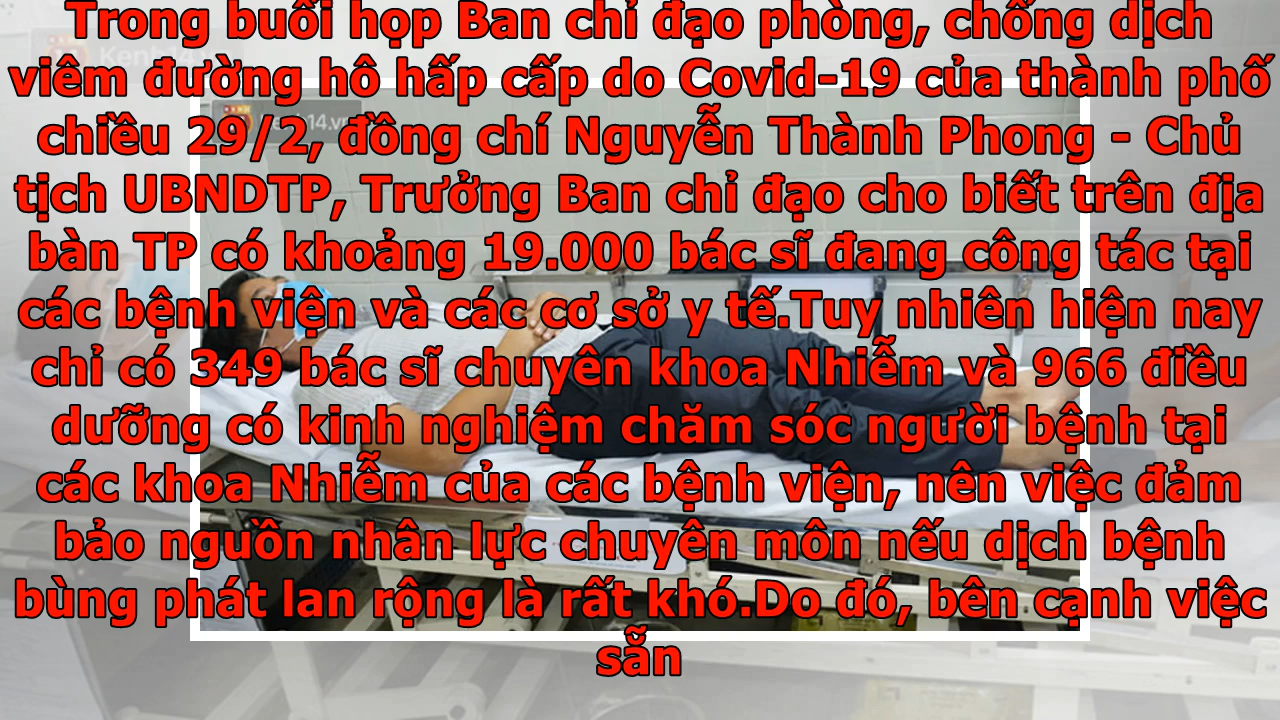 Trong buổi họp Ban chỉ đạo phòng, chống dịch
viêm đường hô hấp cấp do Covid-19 của thành phố
chiều 29/2, đồng chí Nguyễn Thành Phong - Chủ
tịch UBNDTP, Trưởng Ban chỉ đạo cho biết trên địa
bàn TP có khoảng 19.000 bác sĩ đang công tác tại
các bệnh viện và các cơ sở y tế.Tuy nhiên hiện nay
chỉ có 349 bác sĩ chuyên khoa Nhiễm và 966 điều
dưỡng có kinh nghiệm chăm sóc người bệnh tại
các khoa Nhiễm của các bệnh viện, nên việc đảm
bảo nguồn nhân lực chuyên môn nếu dịch bệnh
bùng phát lan rộng là rất khó.Do đó, bên cạnh việc
sẵn